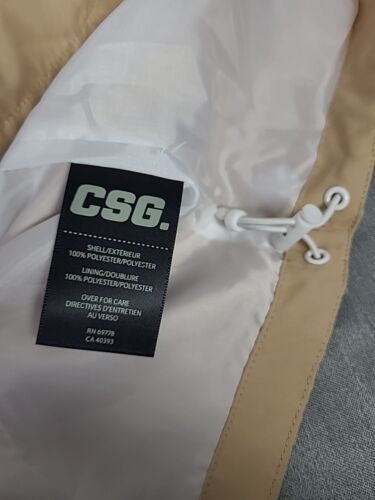 CSG.
SHELL/EXTÉRIEUR
100% POLYESTER/POLYESTER
LINING/DOUBLURE
100% POLYESTER/POLYESTER
OVER FOR CARE
DIRECTIVES D'ENTRETIEN
AU VERSO
RN 69778
CA 40393